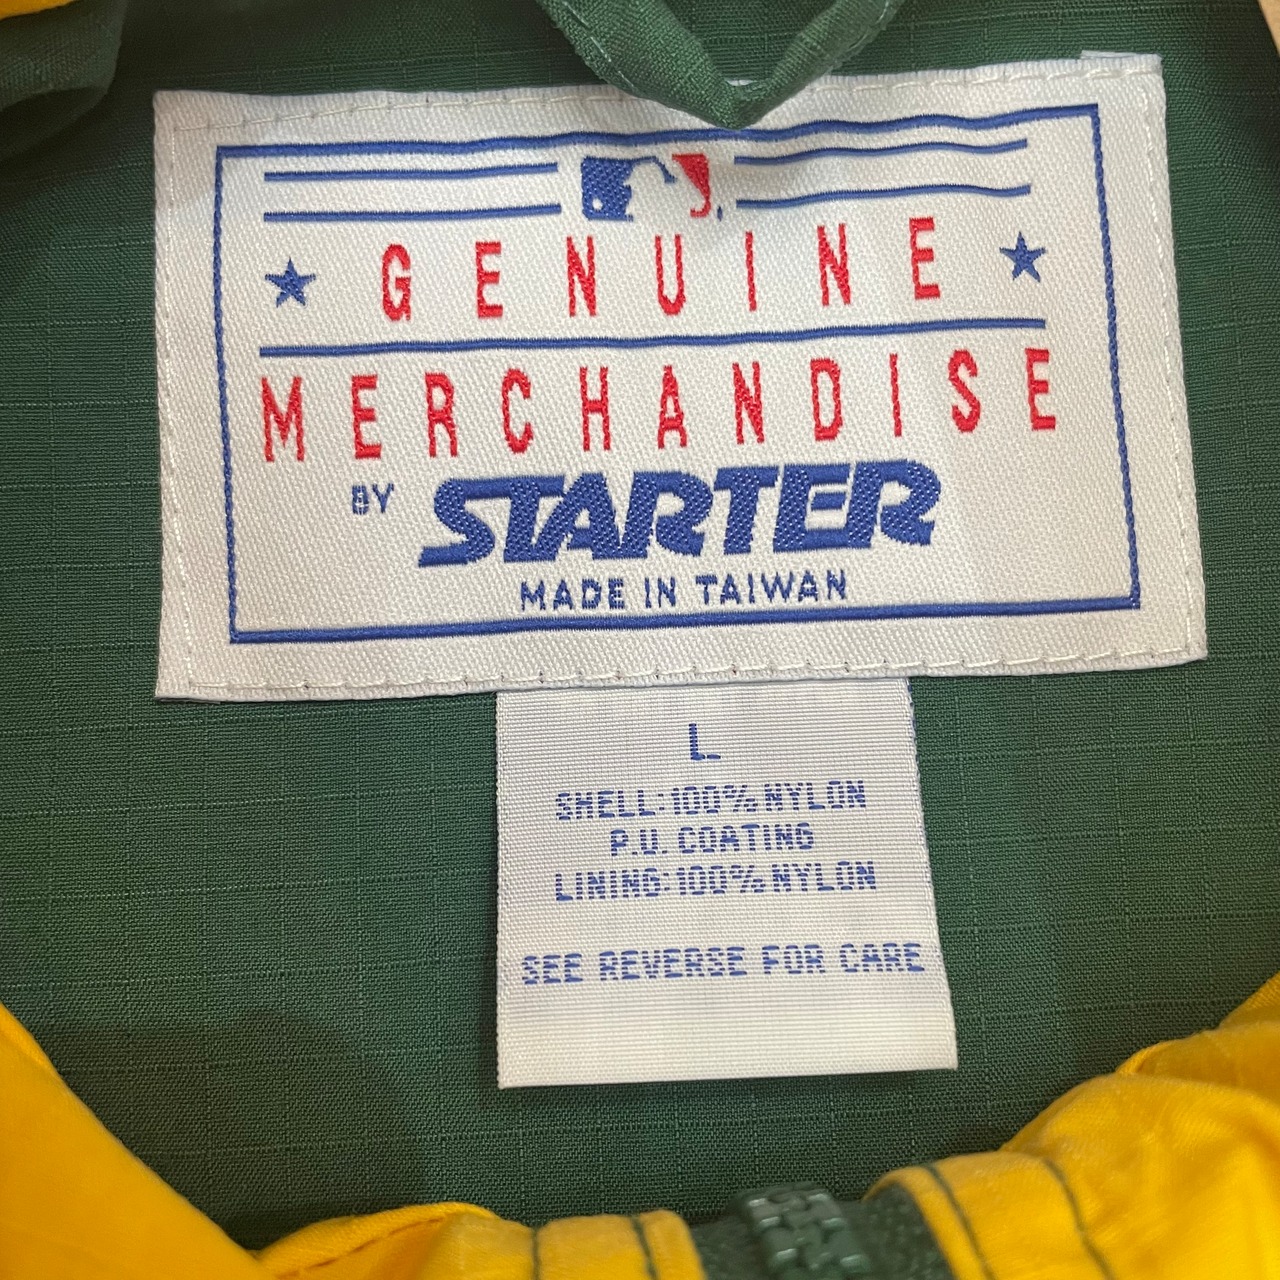 GENUINE
MERCHANDISE
BY STARTER
MADE IN TAIWAN
L
SHELL:100% NYLON
P.U. COATING
LINING:100% NYLON
SEE REVERSE FOR CARE